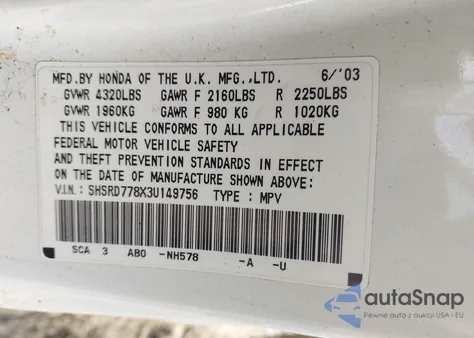 MFD.BY HONDA OF THE U.K. MFG.,LTD. 6/'03
GVWR 4320LBS GAWR F 2160LBS R 2250LBS
GVWR 1960KG GAWR F 980 KG R 1020KG
THIS VEHICLE CONFORMS TO ALL APPLICABLE
FEDERAL MOTOR VEHICLE SAFETY
AND THEFT PREVENTION STANDARDS IN EFFECT
ON THE DATE OF MANUFACTURE SHOWN ABOVE:
V.I.N.: SHSRD778X3U149756 TYPE : MPV
SCA 3 AB0 -NH578 -A -U
autoSnap
Pewne auta z aukcji USA i EU